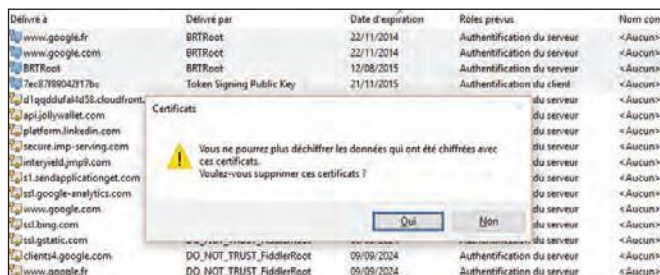 Délivré à Délivré par Date d'expiration Rôles prévus Nom con
www.google.fr BRTRoot 22/11/2014 Authentification du serveur <Aucun>
www.google.com BRTRoot 22/11/2014 Authentification du serveur <Aucun>
BRTRoot BRTRoot 12/08/2015 Authentification du serveur <Aucun>
Token Signing Public Key 21/11/2015 Authentification du client <Aucun>
du serveur <Aucun>
Certificats
api.jollywallet.com du serveur <Aucun>
platform.linkedin.com du serveur <Aucun>
secure.imp-serving.com du serveur <Aucun>
Vous ne pourrez plus déchiffrer les données qui ont été chiffrées avec
ces certificats.
Voulez-vous supprimer ces certificats ?
interyield.jmp9.com du serveur <Aucun>
s1.sendapplicationget.com du serveur <Aucun>
ssl.google-analytics.com du serveur <Aucun>
www.google.com du serveur <Aucun>
Oui Non
ssl.bing.com du serveur <Aucun>
ssl.gstatic.com du serveur <Aucun>
clients4.google.com DO_NOT_TRUST_FiddlerRoot 09/09/2024 Authentification du serveur <Aucun>
www.google.fr DO_NOT_TRUST_FiddlerRoot 09/09/2024 Authentification du serveur <Aucun>